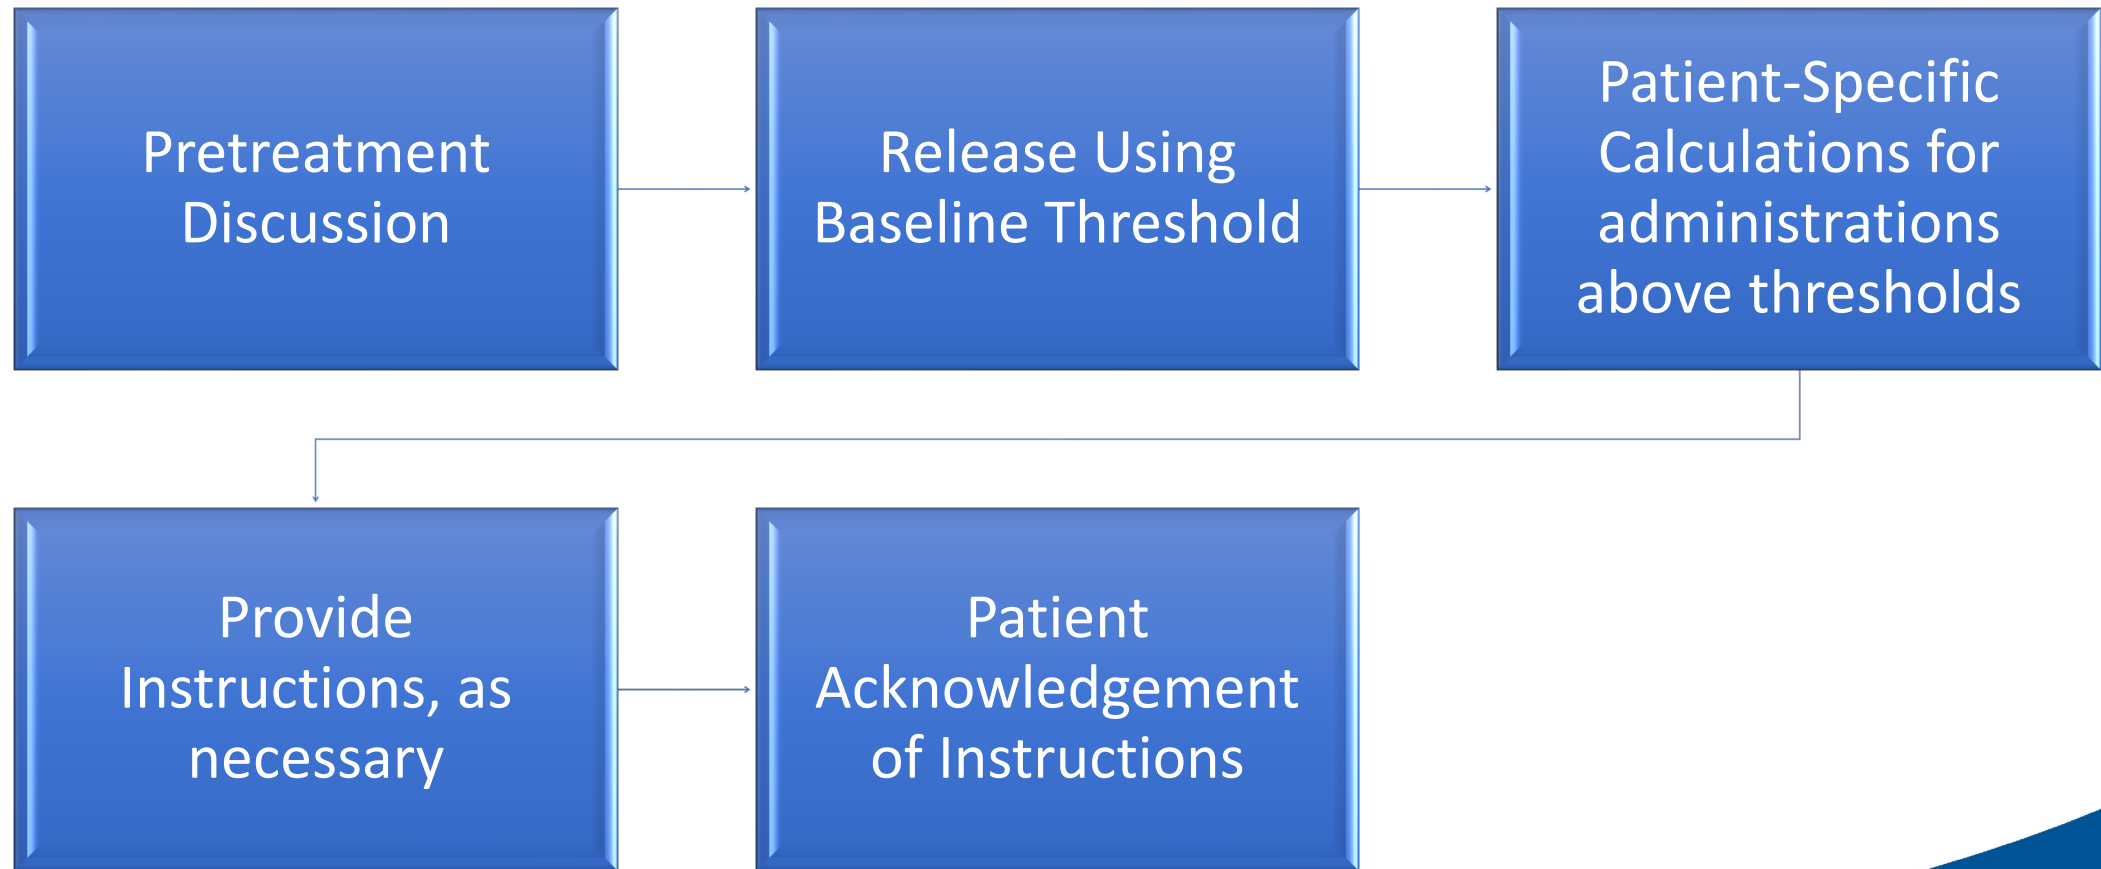 Pretreatment
Discussion
Release Using
Baseline Threshold
Patient-Specific
Calculations for
administrations
above thresholds
Provide
Instructions, as
necessary
Patient
Acknowledgement
of Instructions